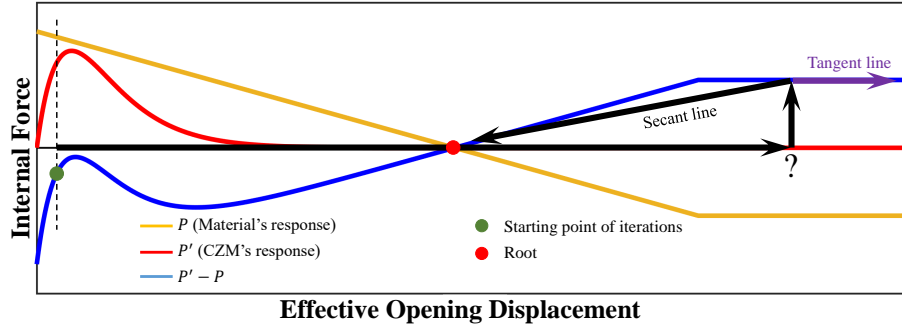 Internal Force
Tangent line
Secant line
?
P (Material's response)
P′ (CZM's response)
P′ − P
Starting point of iterations
Root
Effective Opening Displacement